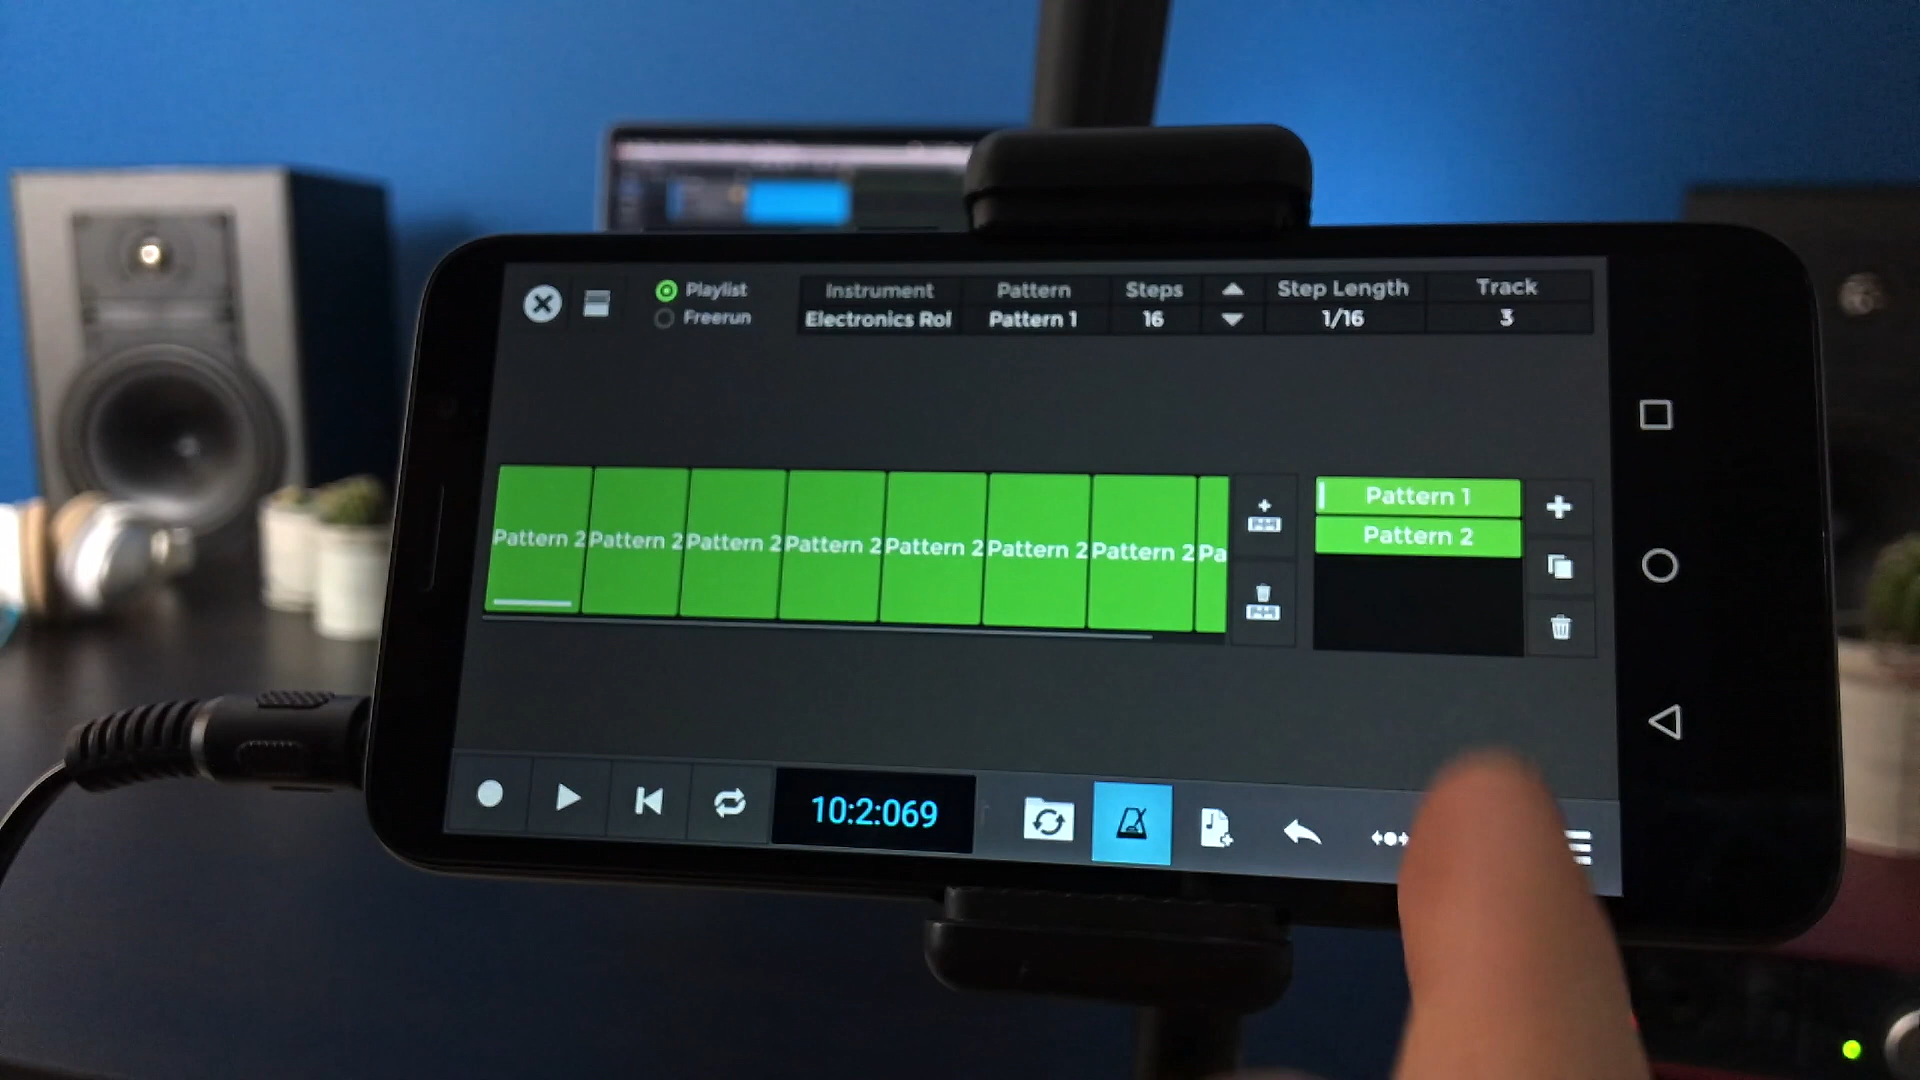 Playlist
Freerun
Instrument Pattern Steps Step Length Track
Electronics Rol Pattern 1 16 1/16 3
Pattern 2 Pattern 2 Pattern 2 Pattern 2 Pattern 2 Pattern 2 Pattern 2 Pa
Pattern 1
Pattern 2
10:2:069